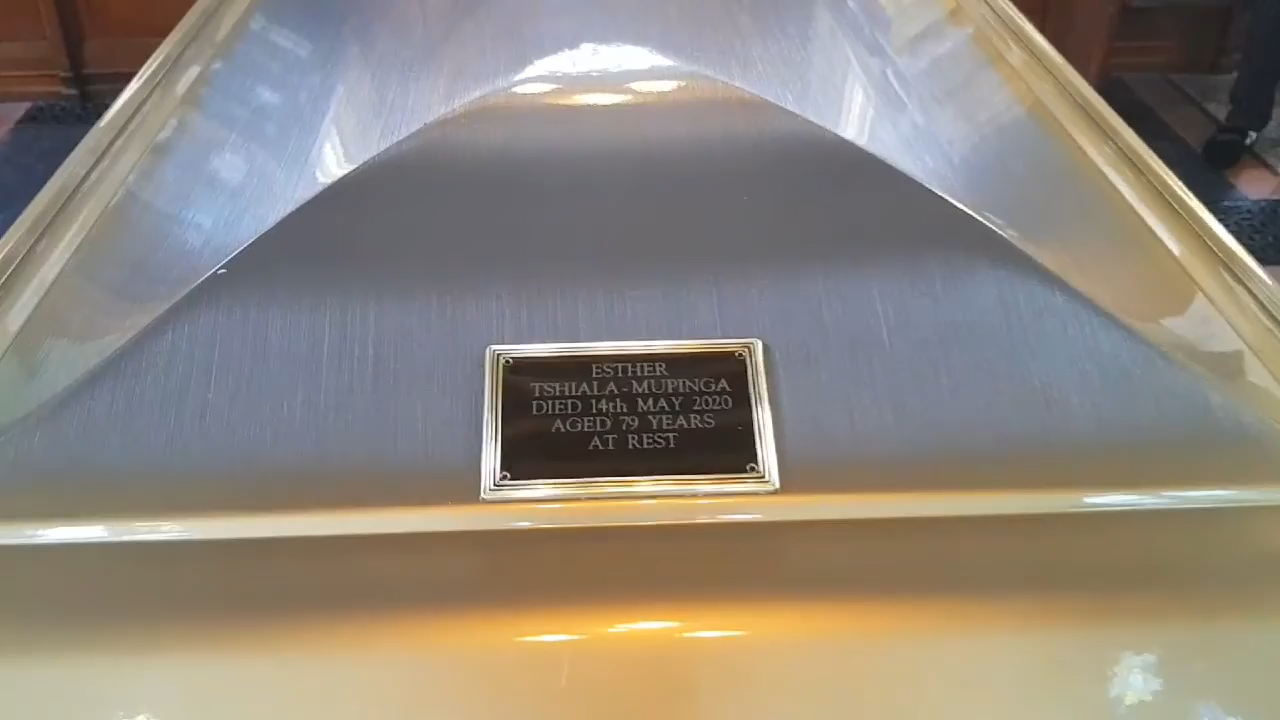 ESTHER
TSHIALA-MUPINGA
DIED 14th MAY 2020
AGED 79 YEARS
AT REST